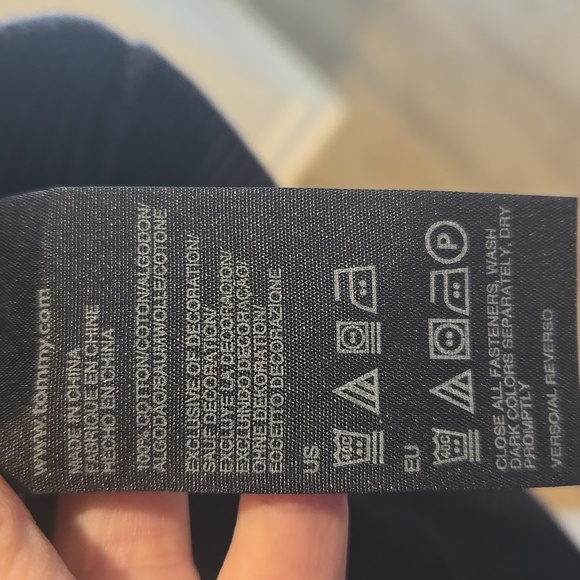 www.tommy.com
MADE IN CHINA
FABRIQUE EN CHINE
HECHO EN CHINA
100% COTTON/COTON/ALGODON/
ALGODÃO/BAUMWOLLE/COTONE
EXCLUSIVE OF DECORATION/
SAUF DECORATION/
EXCLUYE LA DECORACION/
EXCLUINDO DECORAÇÃO/
OHNE DEKORATION/
ECCETTO DECORAZIONE
US
EU
P
CLOSE ALL FASTENERS, WASH
DARK COLORS SEPARATELY, DRY
PROMPTLY
VERSO/AL REVERSO